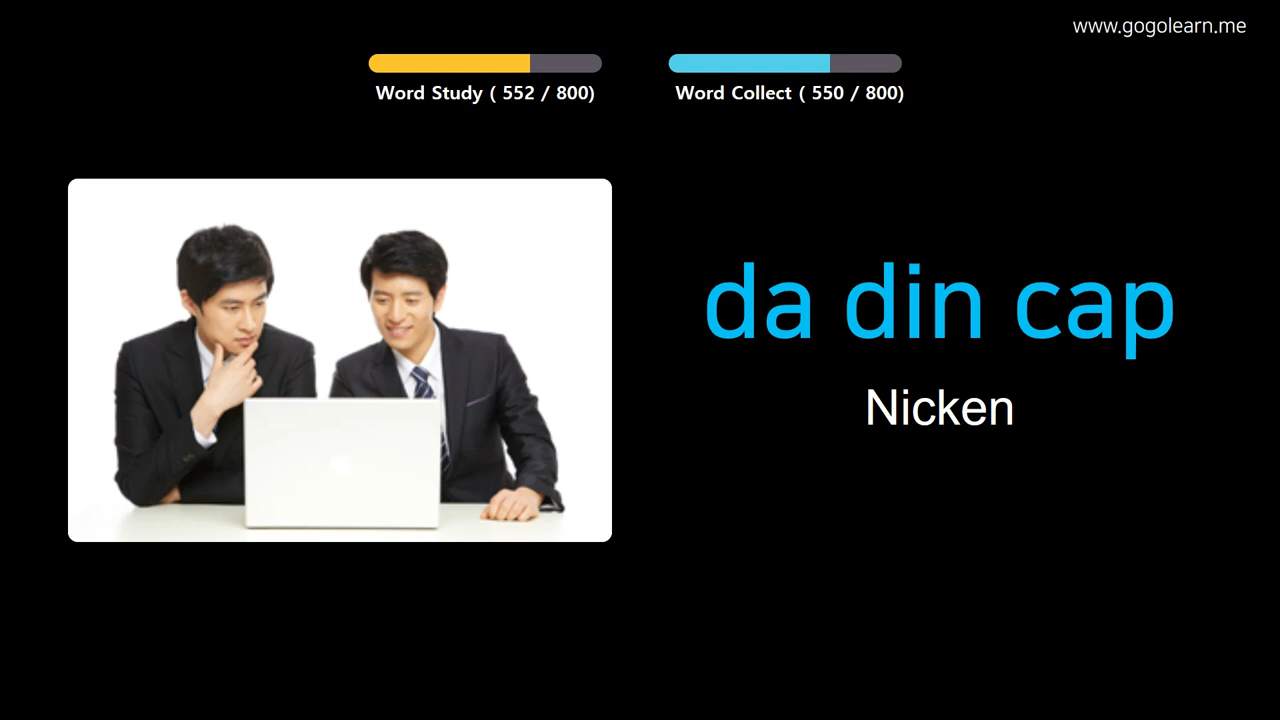 www.gogolearn.me
Word Study ( 552 / 800)
Word Collect ( 550 / 800)
da din cap
Nicken